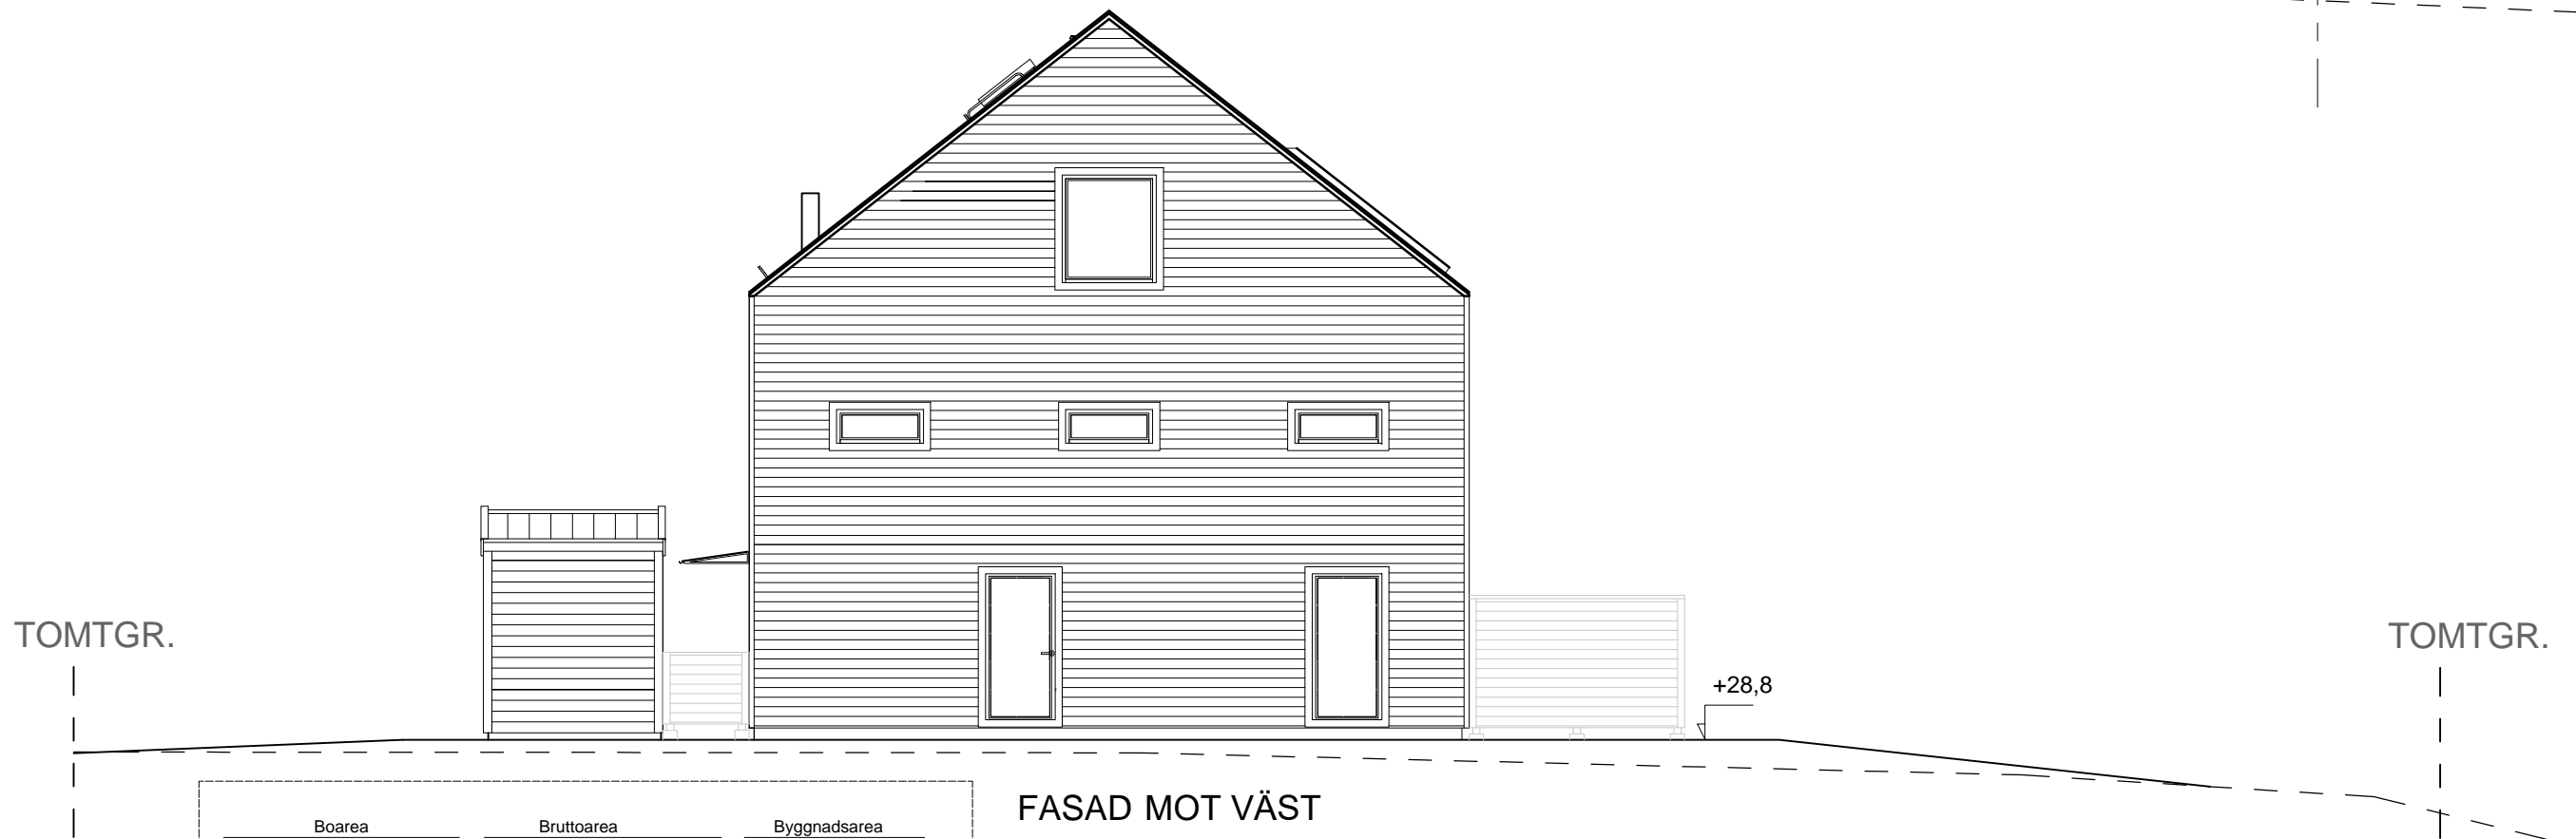 TOMTGR.
TOMTGR.
+28,8
FASAD MOT VÄST
Boarea
Bruttoarea
Byggnadsarea